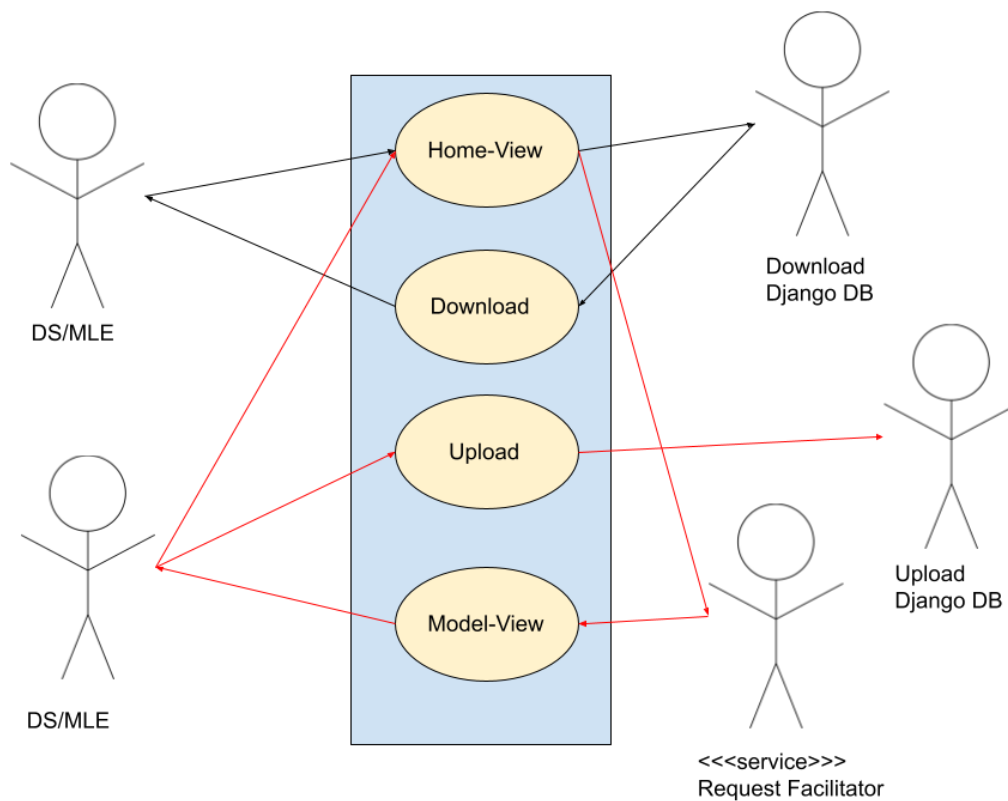 Home-View
Download
Django DB
DS/MLE
Download
Upload
Upload
Django DB
Model-View
DS/MLE
<<<service>>>
Request Facilitator